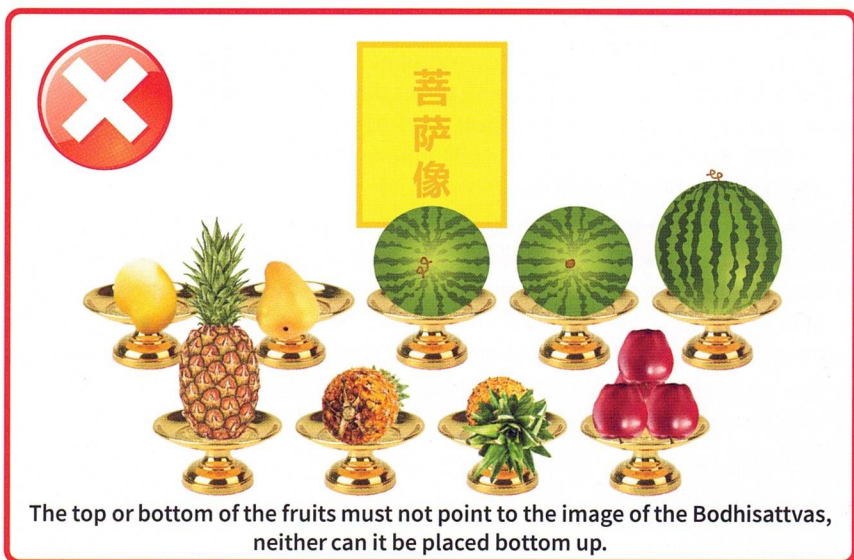 菩
萨
像
The top or bottom of the fruits must not point to the image of the Bodhisattvas,
neither can it be placed bottom up.